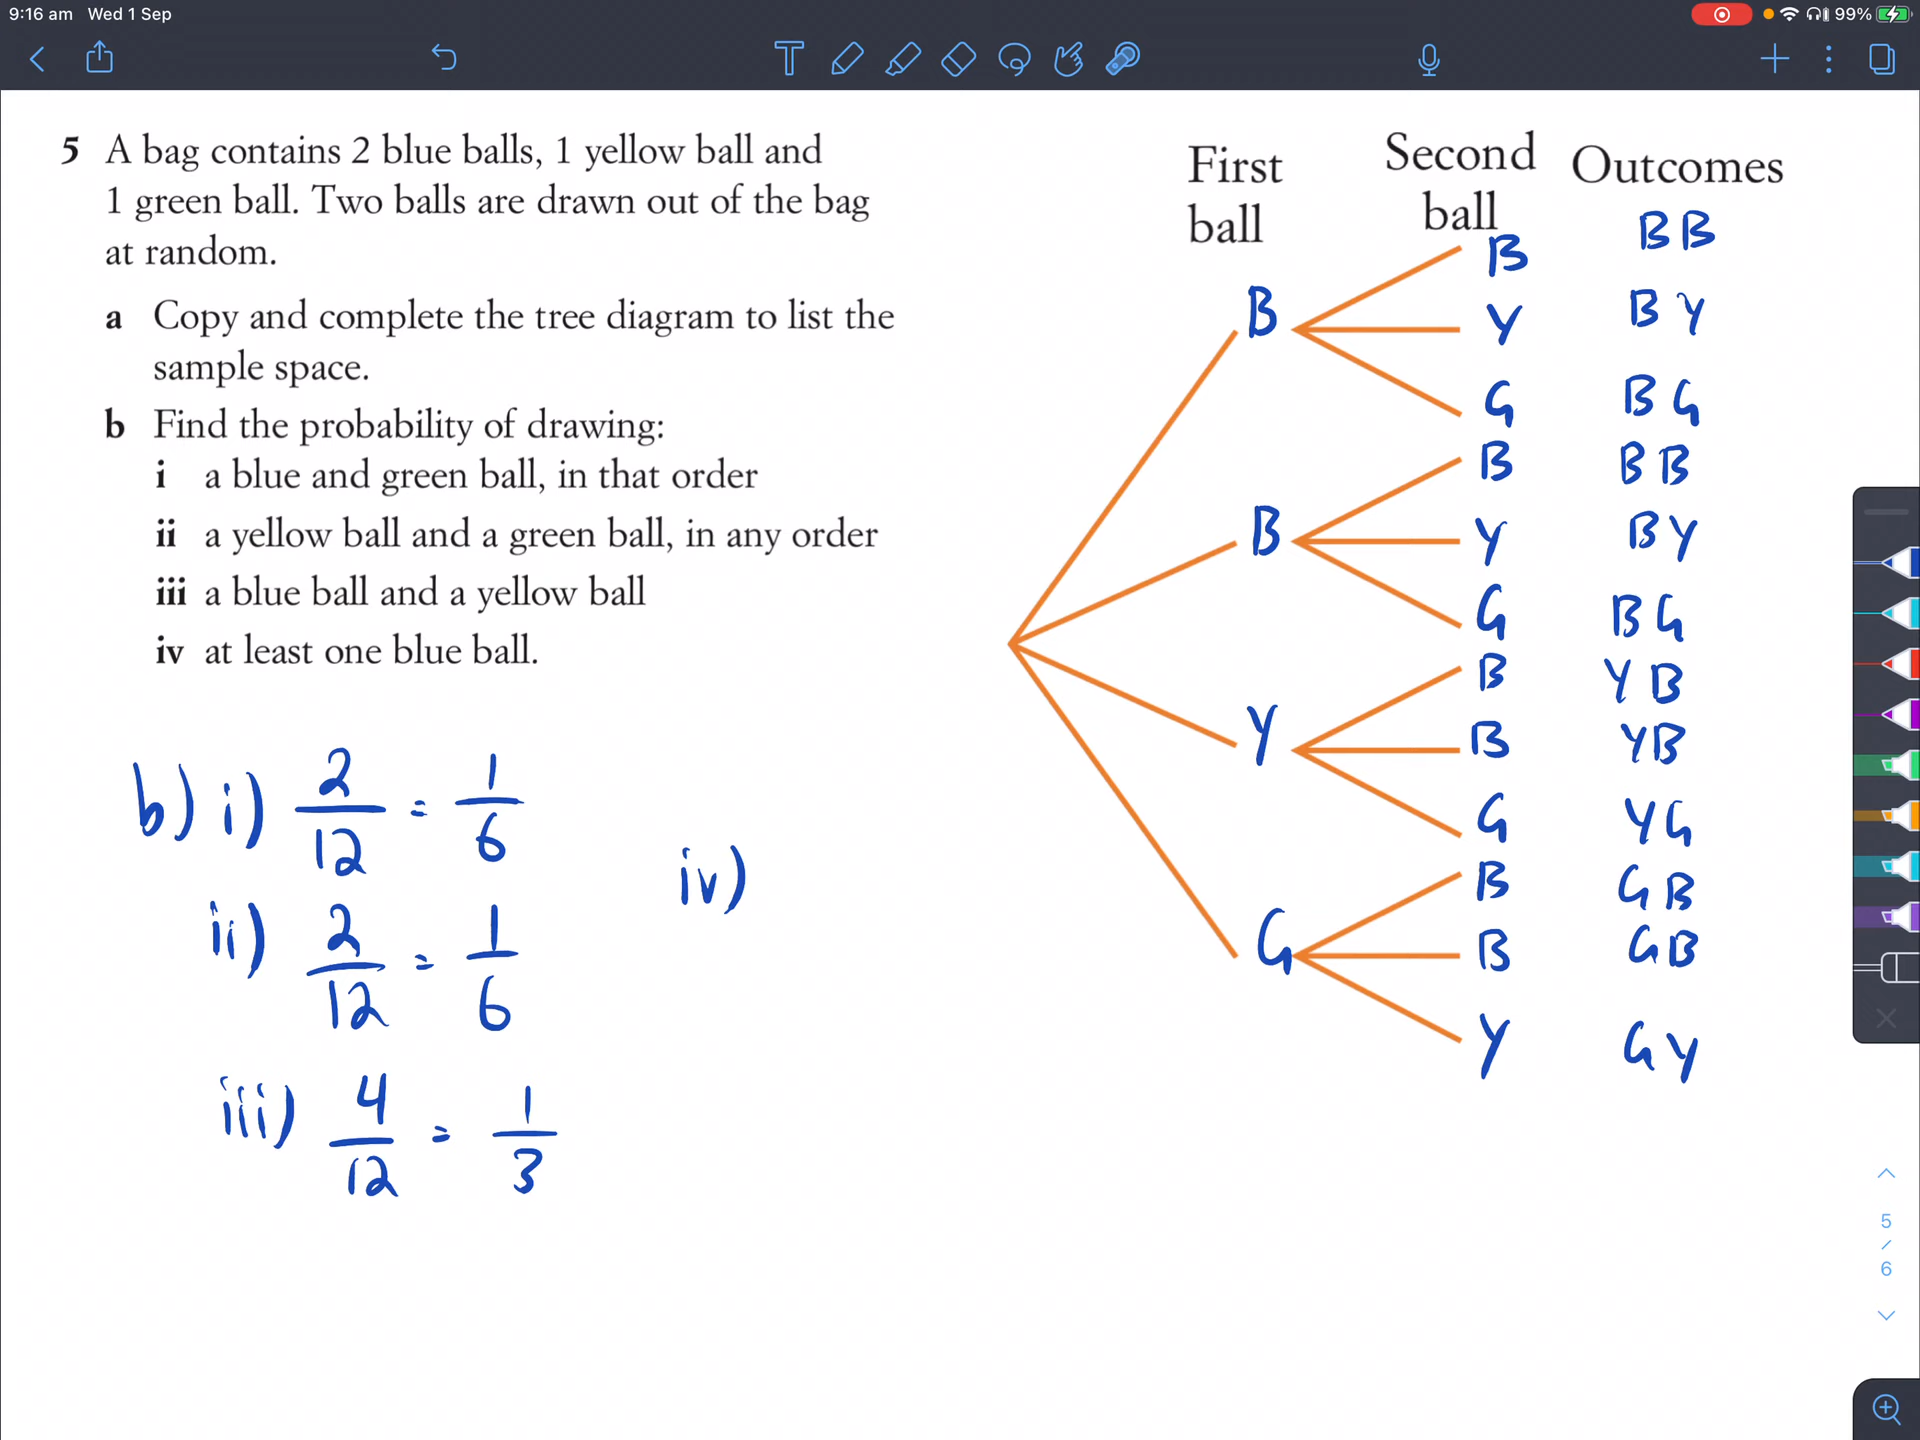 9:16 am Wed 1 Sep
99%
5 A bag contains 2 blue balls, 1 yellow ball and
1 green ball. Two balls are drawn out of the bag
at random.
a Copy and complete the tree diagram to list the
sample space.
b Find the probability of drawing:
i a blue and green ball, in that order
ii a yellow ball and a green ball, in any order
iii a blue ball and a yellow ball
iv at least one blue ball.
b) i) 2/12 = 1/6
ii) 2/12 = 1/6
iii) 4/12 = 1/3
iv)
First ball
Second ball
Outcomes
B
B
B B
Y
B Y
G
B G
B
B
B B
Y
B Y
G
B G
Y
B
Y B
B
Y B
G
Y G
G
B
G B
B
G B
Y
G Y
5
/
6